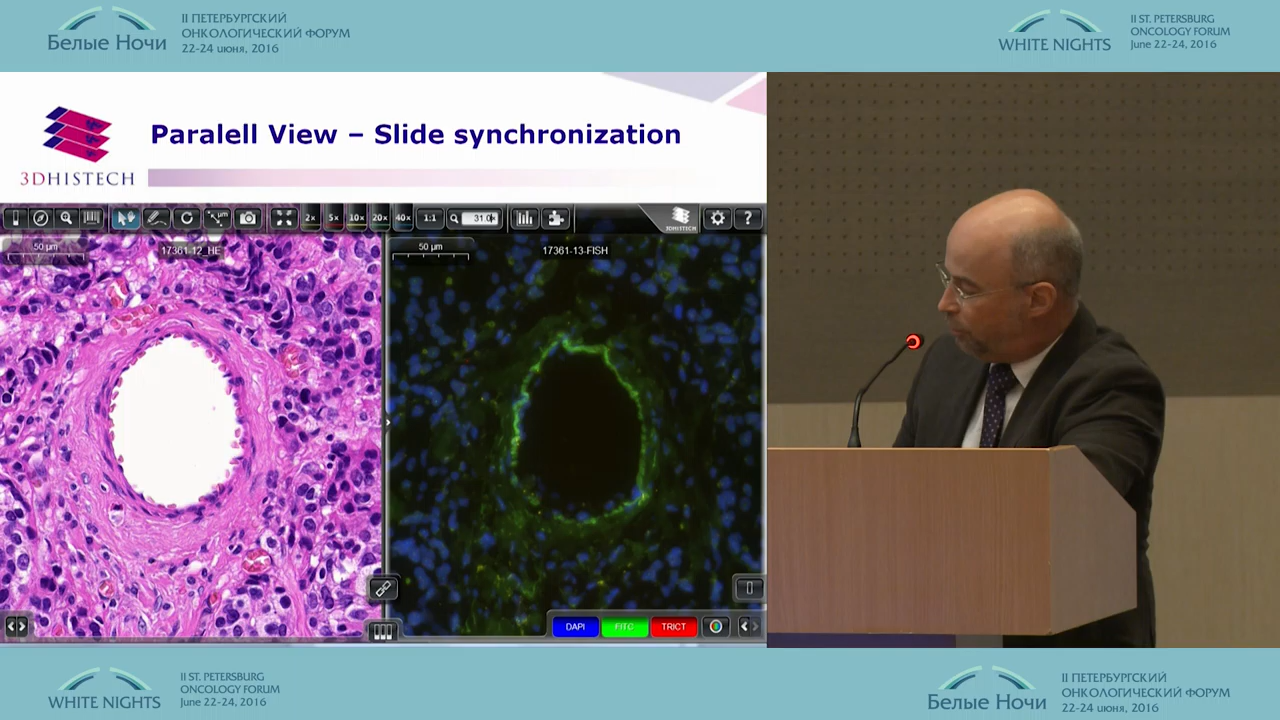 Белые Ночи
II ПЕТЕРБУРГСКИЙ
ОНКОЛОГИЧЕСКИЙ ФОРУМ
22-24 июня, 2016
WHITE NIGHTS
II ST. PETERSBURG
ONCOLOGY FORUM
June 22-24, 2016
3DHISTECH
Paralell View – Slide synchronization
2x
5x
10x
20x
40x
1:1
31.0x
3DHISTECH
?
50 µm
17361-12_HE
50 µm
17361-13-FISH
DAPI
FITC
TRICT
WHITE NIGHTS
II ST. PETERSBURG
ONCOLOGY FORUM
June 22-24, 2016
Белые Ночи
II ПЕТЕРБУРГСКИЙ
ОНКОЛОГИЧЕСКИЙ ФОРУМ
22-24 июня, 2016